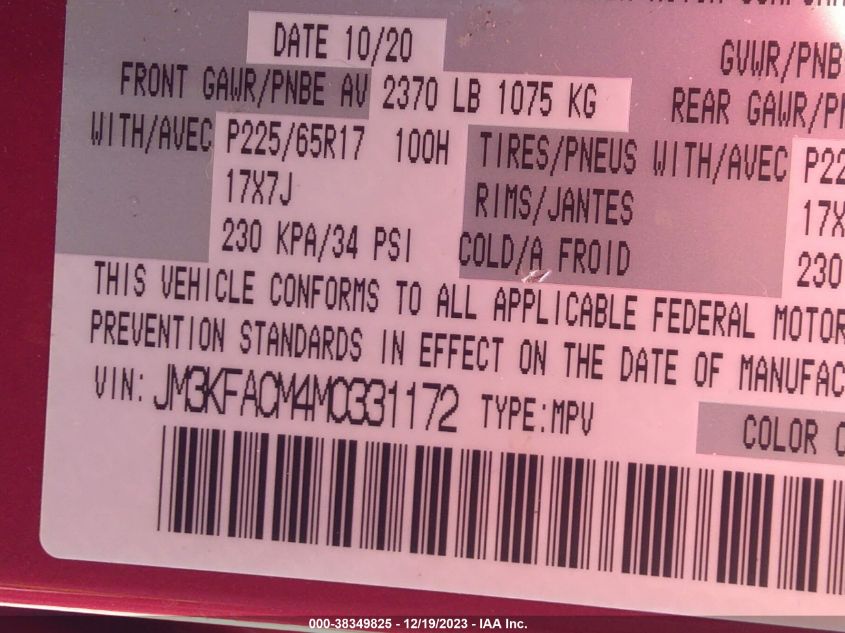 DATE 10/20 GVWR/PNB
FRONT GAWR/PNBE AV 2370 LB 1075 KG REAR GAWR/P
WITH/AVEC P225/65R17 100H TIRES/PNEUS WITH/AVEC P22
17X7J RIMS/JANTES 17X
230 KPA/34 PSI COLD/A FROID 230
THIS VEHICLE CONFORMS TO ALL APPLICABLE FEDERAL MOTOR
PREVENTION STANDARDS IN EFFECT ON THE DATE OF MANUFAC
VIN: JM3KFACM4M0331172 TYPE:MPV COLOR C
000-38349825 - 12/19/2023 - IAA Inc.